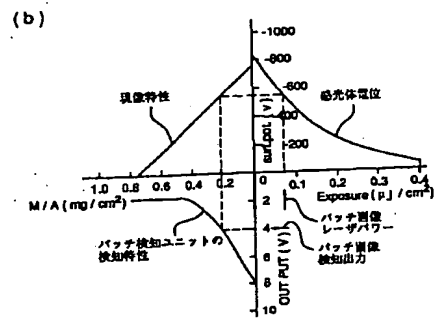 (b)
-1000
-800
-600
-400
-200
surf.pot.(V)
現像特性
感光体電位
1.0 0.8 0.6 0.4 0.2 0 0.2 0.3 0.4
M/A(mg/cm²)
Exposure(μJ/cm²)
2
4
6
8
10
OUT PUT(V)
パッチ検知ユニットの
検知特性
パッチ画像
レーザパワー
パッチ画像
検知出力